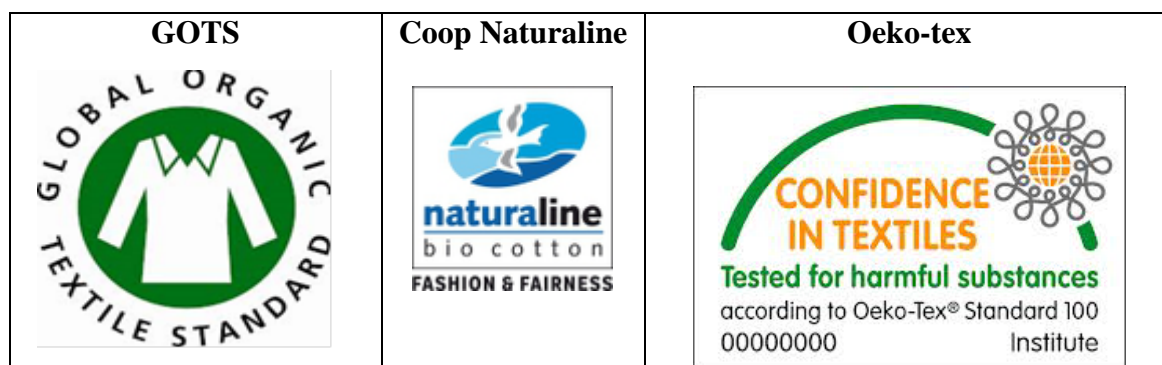 GOTS
GLOBAL ORGANIC
TEXTILE STANDARD
Coop Naturaline
naturaline
bio cotton
FASHION & FAIRNESS
Oeko-tex
CONFIDENCE
IN TEXTILES
Tested for harmful substances
according to Oeko-Tex® Standard 100
00000000 Institute